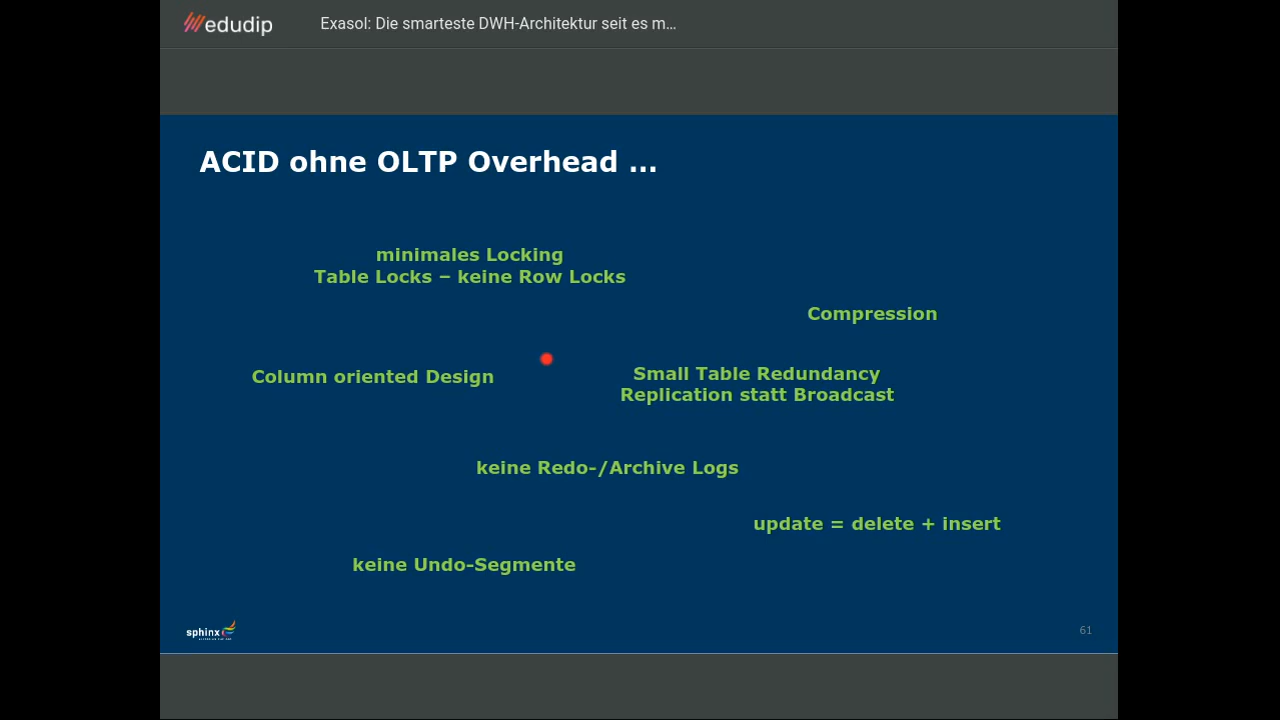 edudip
Exasol: Die smarteste DWH-Architektur seit es m...
ACID ohne OLTP Overhead ...
minimales Locking
Table Locks – keine Row Locks
Compression
Column oriented Design
Small Table Redundancy
Replication statt Broadcast
keine Redo-/Archive Logs
update = delete + insert
keine Undo-Segmente
sphinx
61